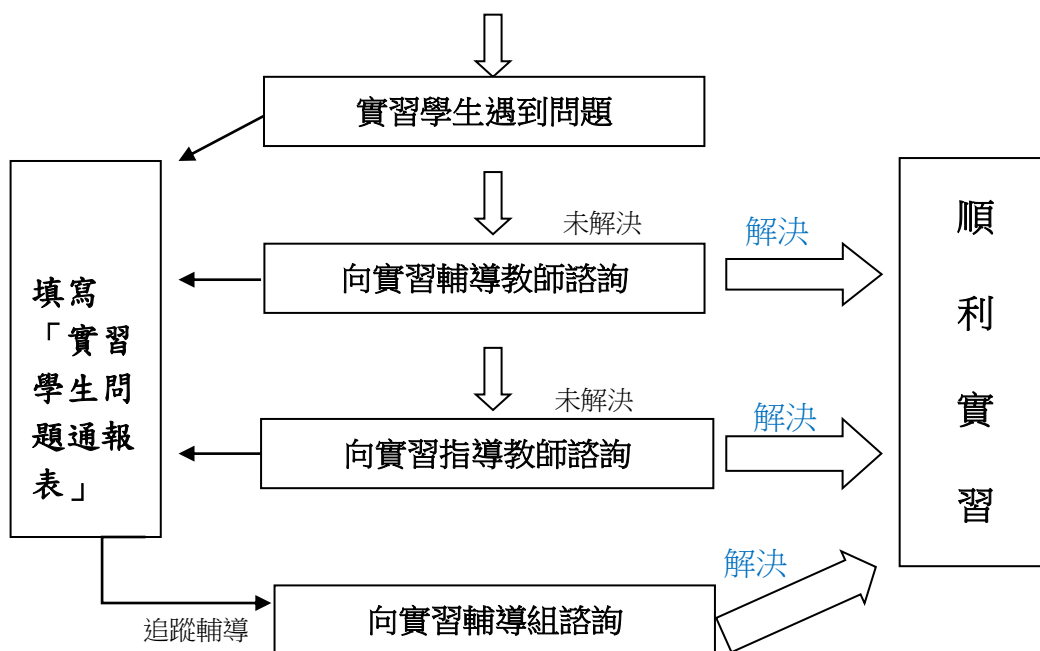 實習學生遇到問題
未解決
解決
向實習輔導教師諮詢
填寫
「實習
學生問
題通報
表」
順
利
實
習
未解決
解決
向實習指導教師諮詢
解決
追蹤輔導
向實習輔導組諮詢